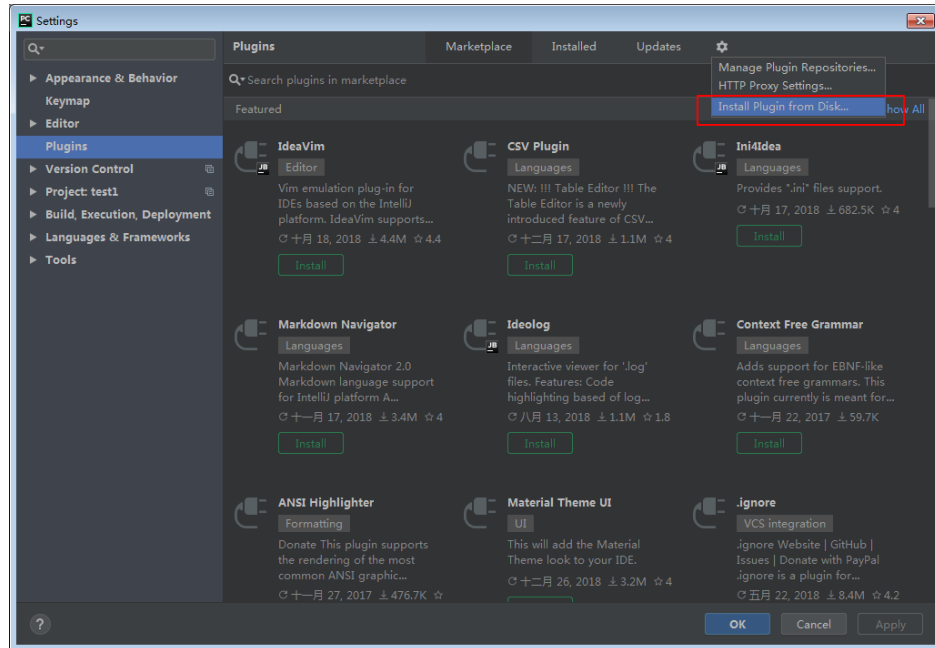 PC Settings
Plugins Marketplace Installed Updates
Manage Plugin Repositories...
HTTP Proxy Settings...
Install Plugin from Disk...
Search plugins in marketplace
Featured how All
Appearance & Behavior
Keymap
Editor
Plugins
Version Control
Project: test1
Build, Execution, Deployment
Languages & Frameworks
Tools
IdeaVim
Editor
Vim emulation plug-in for
IDEs based on the IntelliJ
platform. IdeaVim supports...
十月 18, 2018 4.4M 4.4
Install
CSV Plugin
Languages
NEW: !!! Table Editor !!! The
Table Editor is a newly
introduced feature of CSV...
十二月 17, 2018 1.1M 4
Install
Ini4Idea
Languages
Provides ".ini" files support.
十月 17, 2018 682.5K 4
Install
Markdown Navigator
Languages
Markdown Navigator 2.0
Markdown language support
for IntelliJ platform A...
十一月 17, 2018 3.4M 4
Install
Ideolog
Languages
Interactive viewer for '.log'
files. Features: Code
highlighting based of log...
八月 13, 2018 1.1M 1.8
Install
Context Free Grammar
Languages
Adds support for EBNF-like
context free grammars. This
plugin currently is meant for...
十一月 22, 2017 59.7K
Install
ANSI Highlighter
Formatting
Donate This plugin supports
the rendering of the most
common ANSI graphic...
十一月 27, 2017 476.7K
Material Theme UI
UI
This will add the Material
Theme look to your IDE.
十二月 26, 2018 3.2M 4
.ignore
VCS integration
.ignore Website | GitHub |
Issues | Donate with PayPal
.ignore is a plugin for...
五月 22, 2018 8.4M 4.2
JB
JB
JB
?
OK Cancel Apply